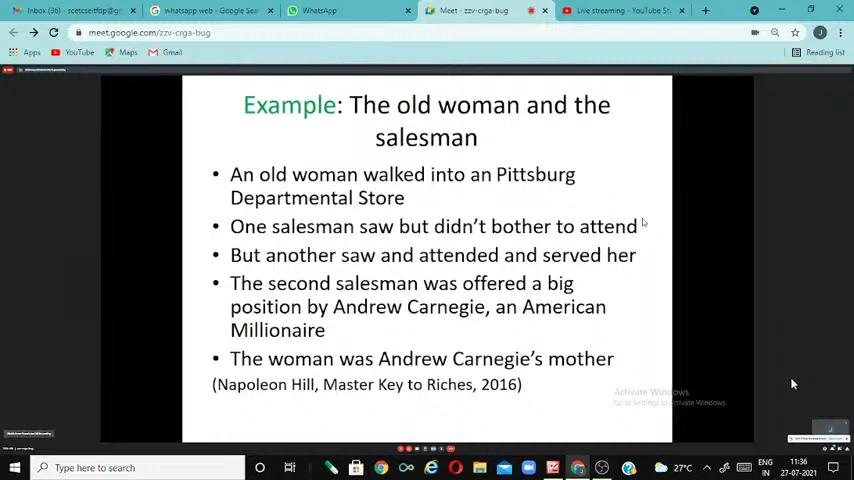 Inbox (36) - scetcsertfdp@gm
whatsapp web - Google Sear
WhatsApp
Meet - zzv-crga-bug
Live streaming - YouTube St
meet.google.com/zzv-crga-bug
Apps
YouTube
Maps
Gmail
Reading list
Example: The old woman and the
salesman
• An old woman walked into an Pittsburg
Departmental Store
• One salesman saw but didn't bother to attend
• But another saw and attended and served her
• The second salesman was offered a big
position by Andrew Carnegie, an American
Millionaire
• The woman was Andrew Carnegie's mother
(Napoleon Hill, Master Key to Riches, 2016)
Activate Windows
Go to Settings to activate Windows.
Type here to search
27°C
ENG
IN
11:36
27-07-2021